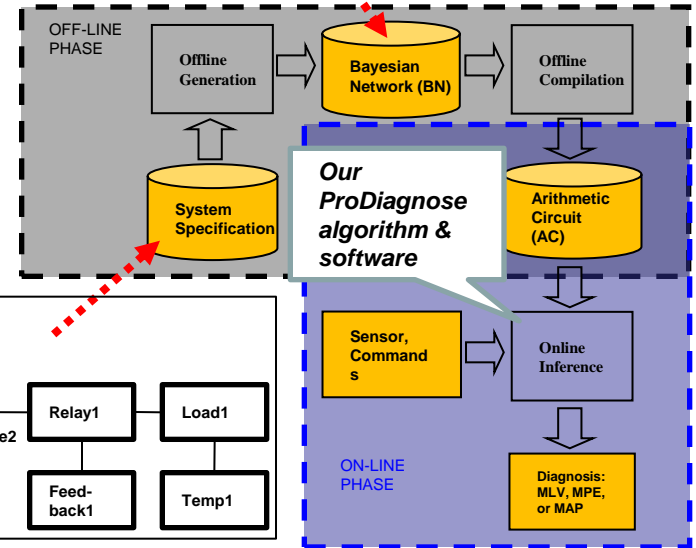 OFF-LINE
PHASE
Offline
Generation
Bayesian
Network (BN)
Offline
Compilation
System
Specification
Our
ProDiagnose
algorithm &
software
Arithmetic
Circuit
(AC)
Sensor,
Command
s
Online
Inference
ON-LINE
PHASE
Diagnosis:
MLV, MPE,
or MAP
Relay1
Load1
e2
Feed-
back1
Temp1